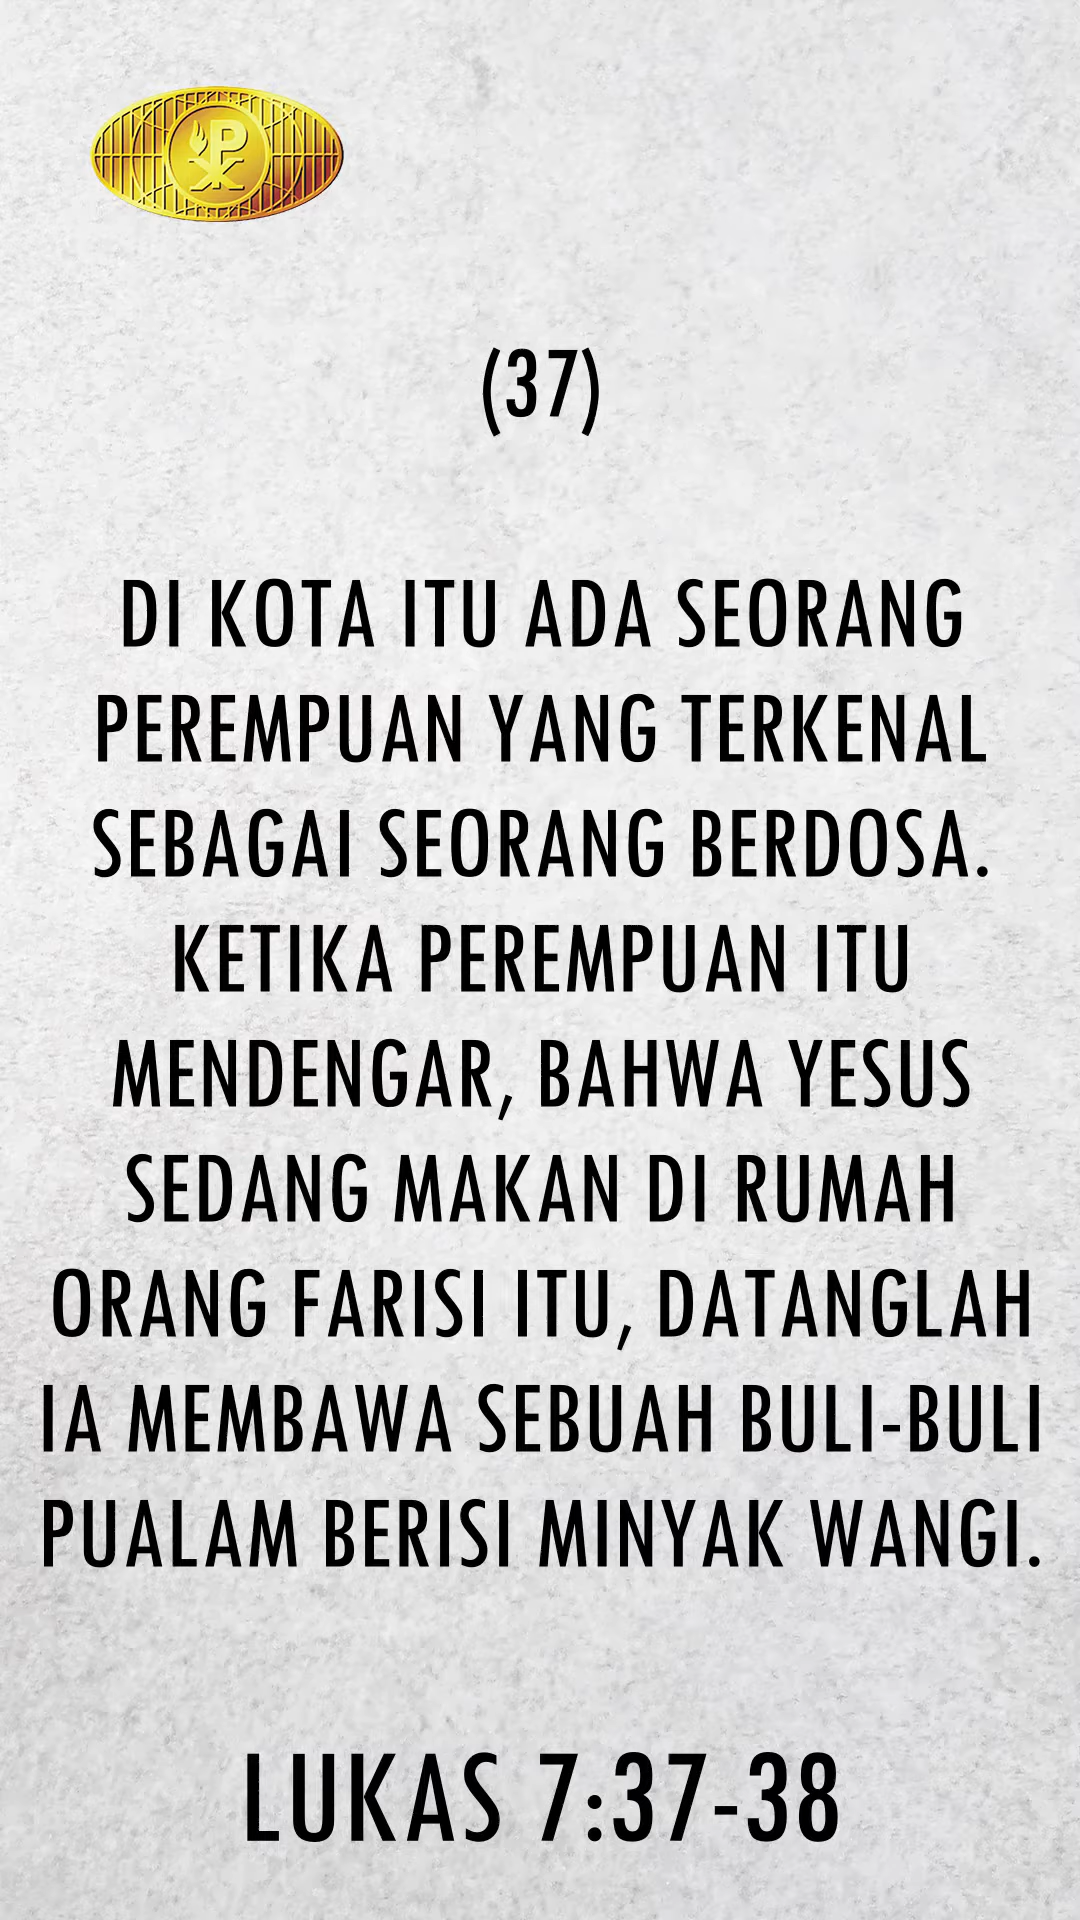 (37)
DI KOTA ITU ADA SEORANG
PEREMPUAN YANG TERKENAL
SEBAGAI SEORANG BERDOSA.
KETIKA PEREMPUAN ITU
MENDENGAR, BAHWA YESUS
SEDANG MAKAN DI RUMAH
ORANG FARISI ITU, DATANGLAH
IA MEMBAWA SEBUAH BULI-BULI
PUALAM BERISI MINYAK WANGI.
LUKAS 7:37-38